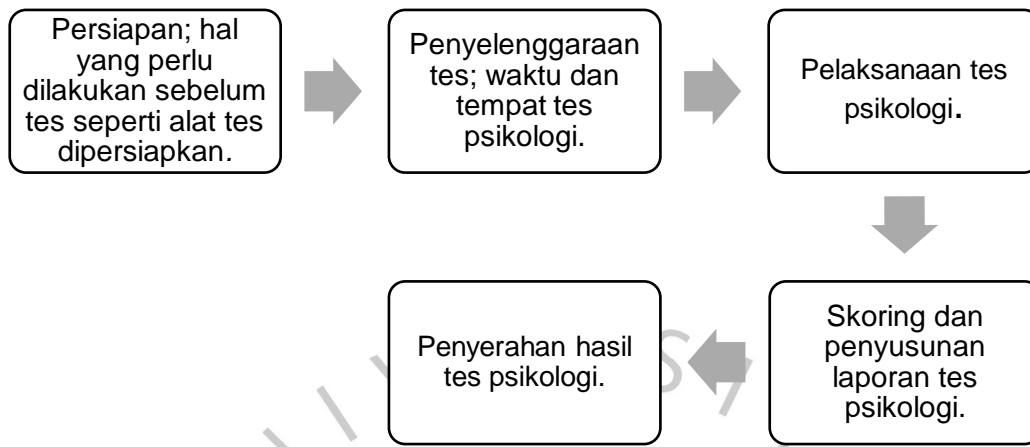 Persiapan; hal
yang perlu
dilakukan sebelum
tes seperti alat tes
dipersiapkan.
Penyelenggaraan
tes; waktu dan
tempat tes
psikologi.
Pelaksanaan tes
psikologi.
Skoring dan
penyusunan
laporan tes
psikologi.
Penyerahan hasil
tes psikologi.